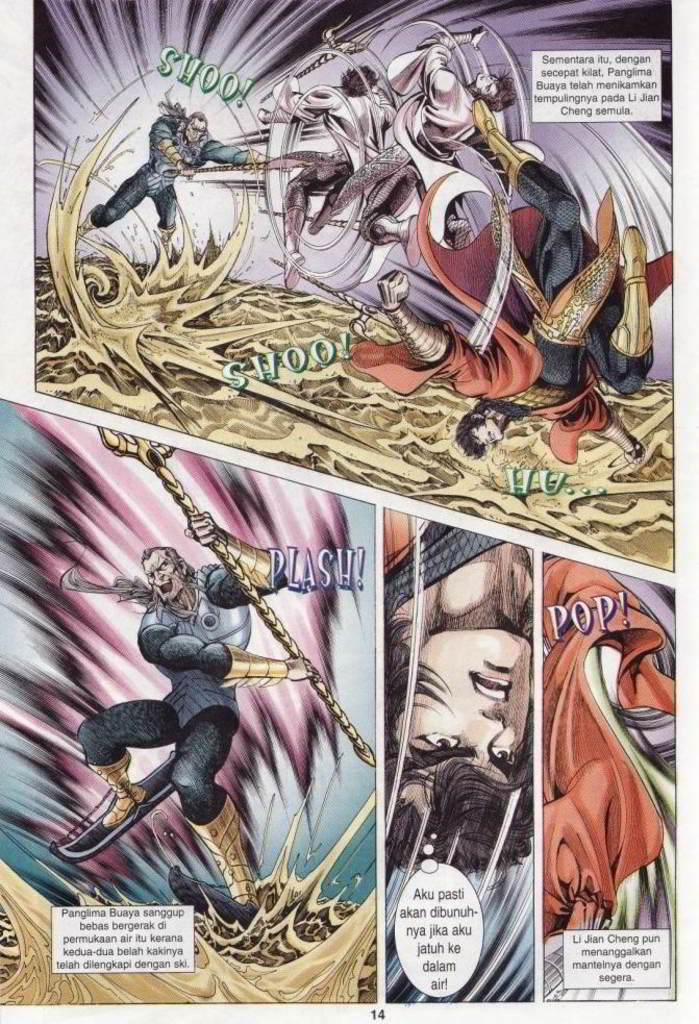 Sementara itu, dengan
secepat kilat, Panglima
Buaya telah menikamkan
tempulingnya pada Li Jian
Cheng semula.
SHOO!
SHOO!
HU...
PLASH!
Panglima Buaya sanggup
bebas bergerak di
permukaan air itu kerana
kedua-dua belah kakinya
telah dilengkapi dengan ski.
Aku pasti
akan dibunuh-
nya jika aku
jatuh ke
dalam
air!
POP!
Li Jian Cheng pun
menanggalkan
mantelnya dengan
segera.
14